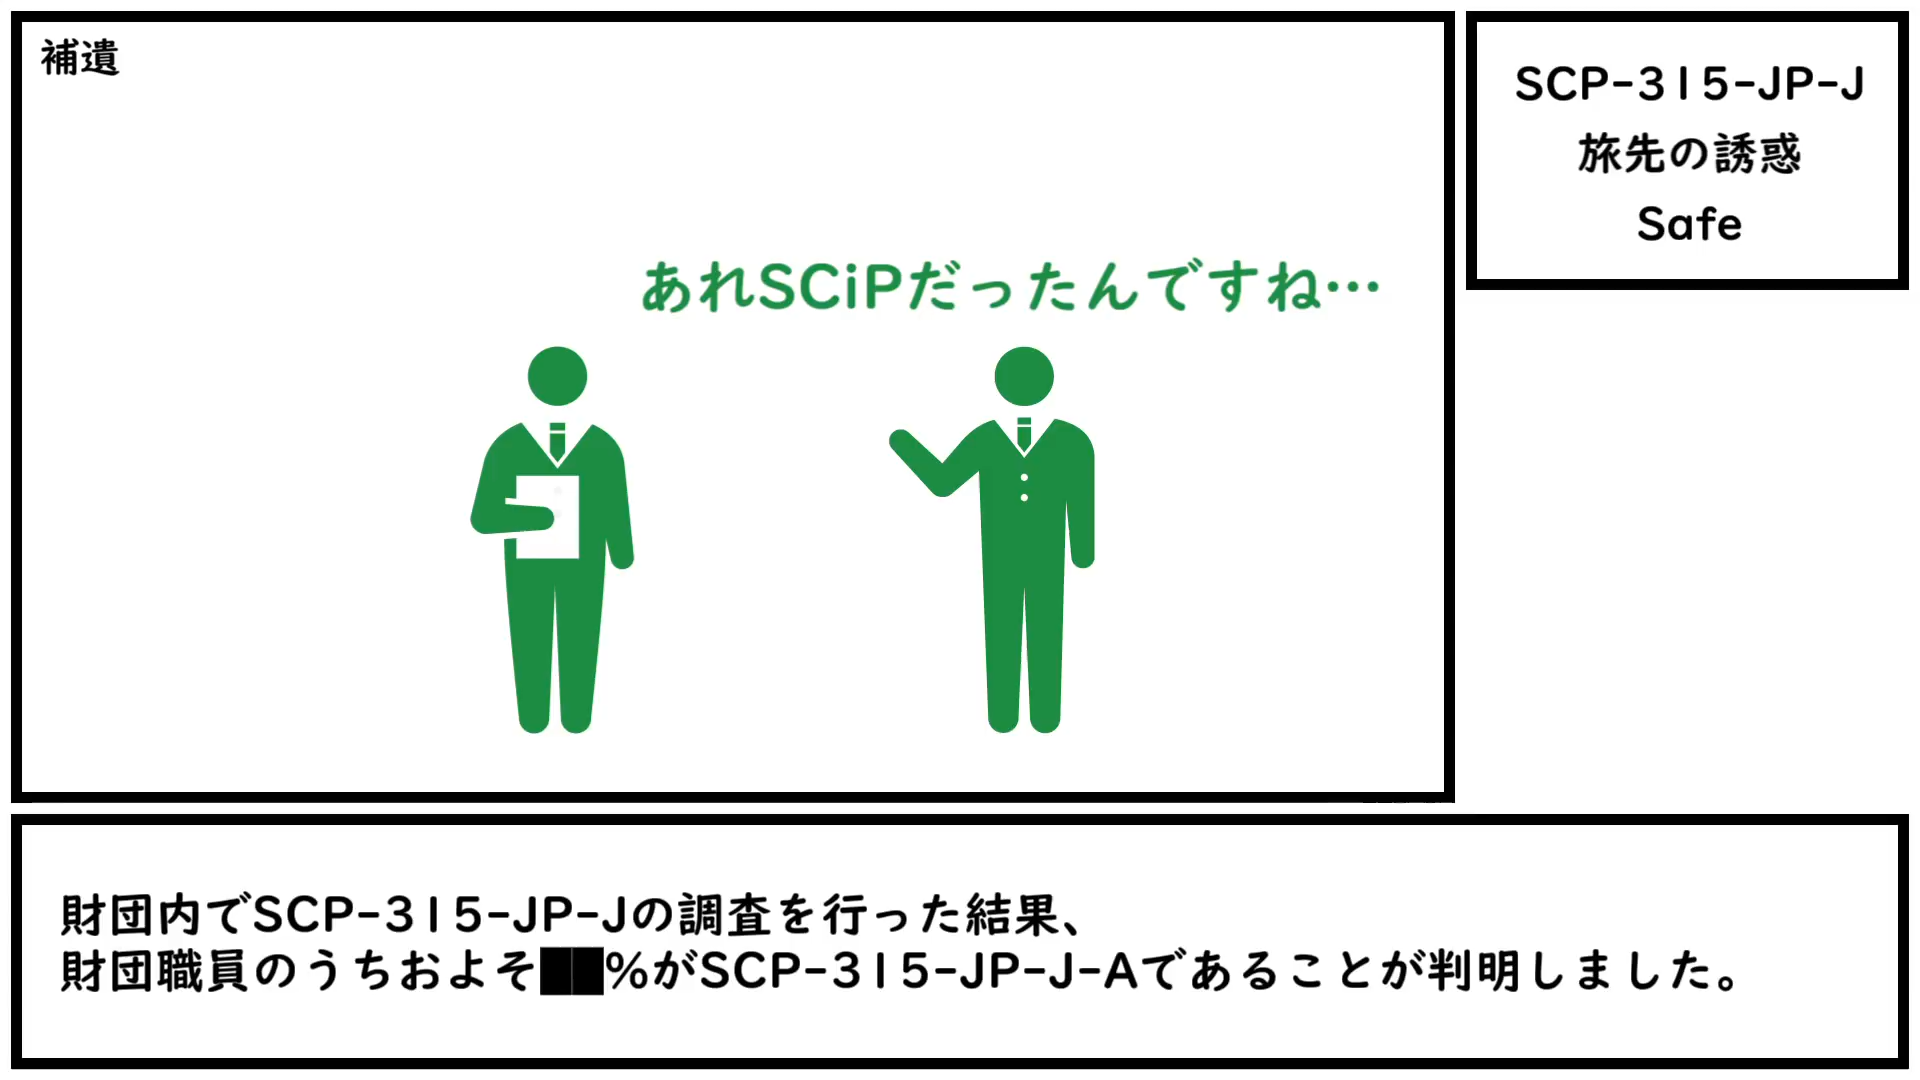 補遺
SCP-315-JP-J
旅先の誘惑
Safe
あれSCiPだったんですね…
財団内でSCP-315-JP-Jの調査を行った結果、
財団職員のうちおよそ██%がSCP-315-JP-J-Aであることが判明しました。